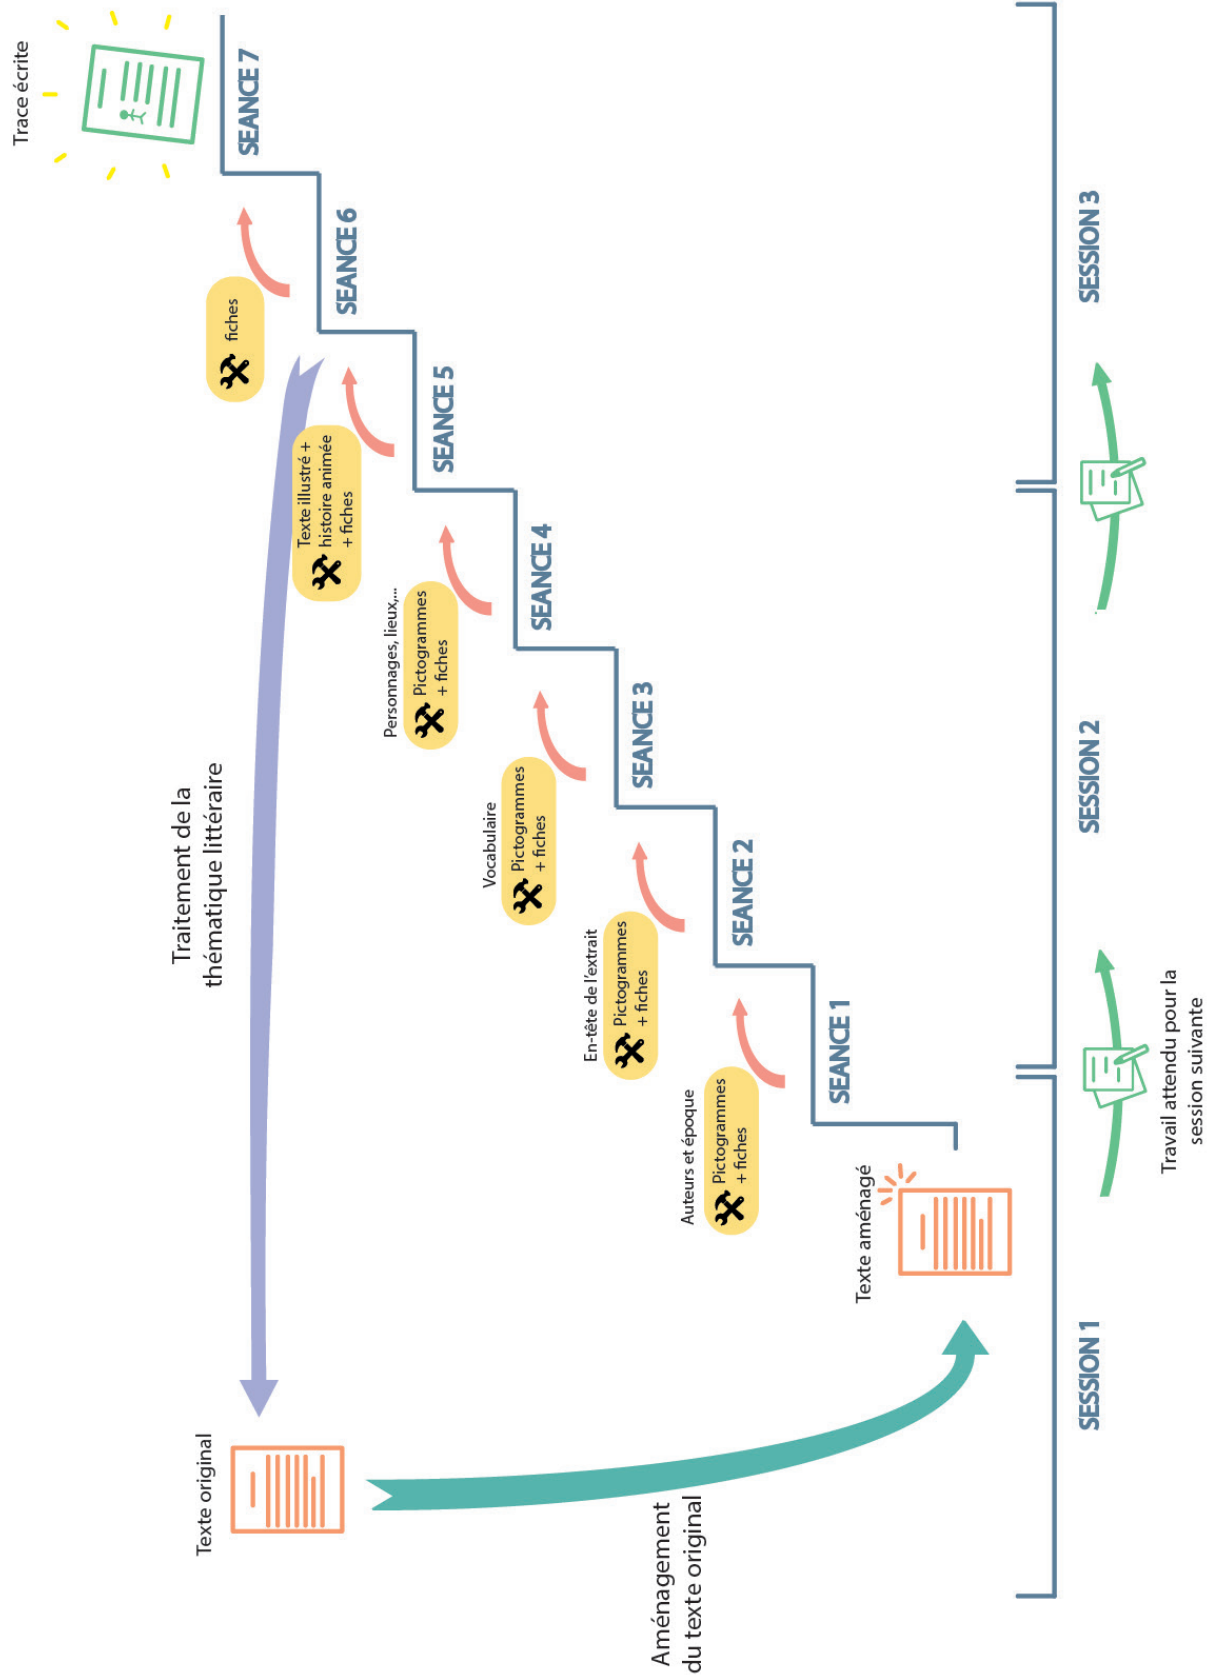 Trace écrite
SEANCE 7
fiches
SEANCE 6
Texte illustré +
histoire animée
+ fiches
SEANCE 5
Personnages, lieux,...
Pictogrammes
+ fiches
SEANCE 4
Vocabulaire
Pictogrammes
+ fiches
SEANCE 3
En-tête de l'extrait
Pictogrammes
+ fiches
SEANCE 2
Auteurs et époque
Pictogrammes
+ fiches
SEANCE 1
Traitement de la
thématique littéraire
Texte original
Aménagement
du texte original
Texte aménagé
SESSION 1
SESSION 2
SESSION 3
Travail attendu pour la
session suivante